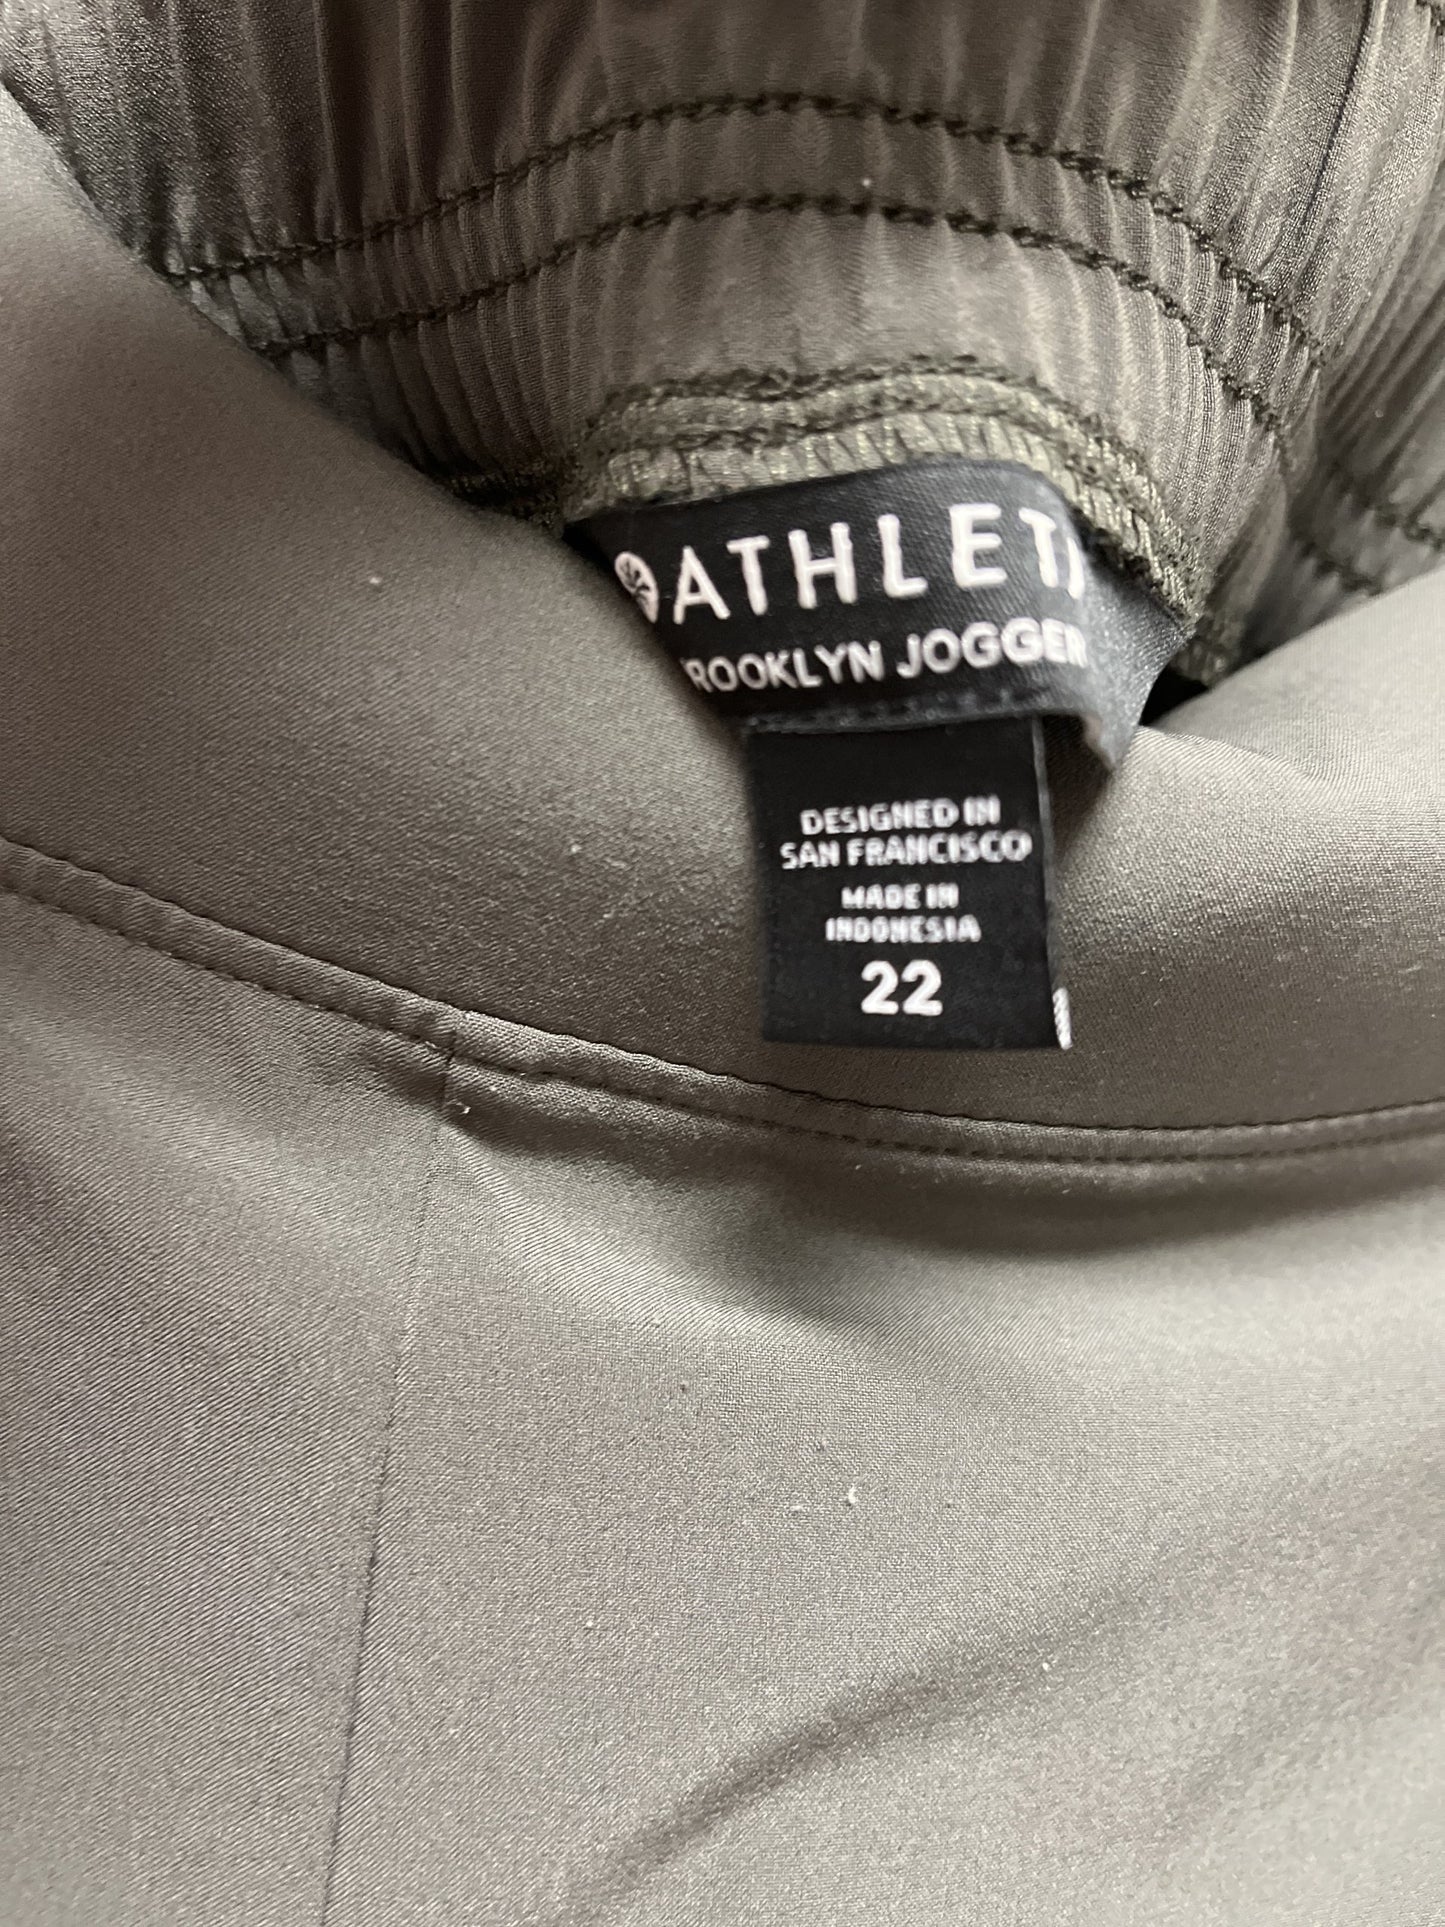 ATHLET
ROOKLYN JOGGER
DESIGNED IN
SAN FRANCISCO
MADE IN
INDONESIA
22